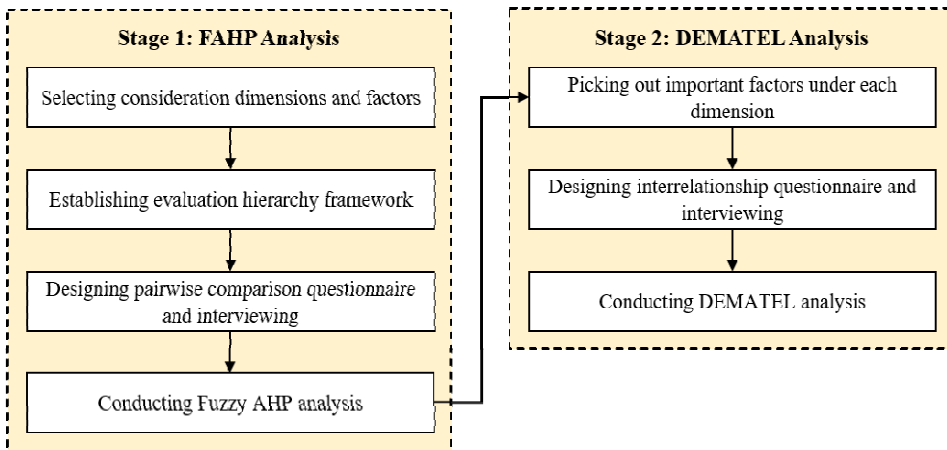 Stage 1: FAHP Analysis
Selecting consideration dimensions and factors
Establishing evaluation hierarchy framework
Designing pairwise comparison questionnaire
and interviewing
Conducting Fuzzy AHP analysis
Stage 2: DEMATEL Analysis
Picking out important factors under each
dimension
Designing interrelationship questionnaire and
interviewing
Conducting DEMATEL analysis